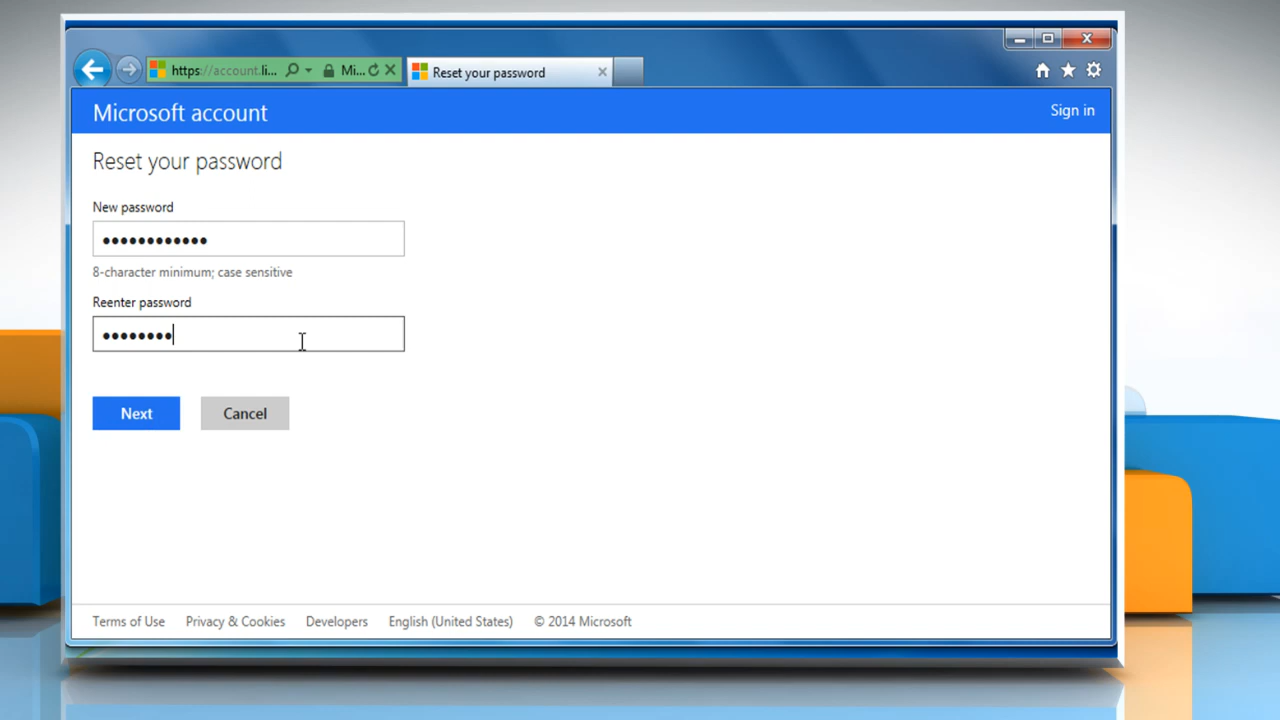 https://account.li...
Mi...
Reset your password
Microsoft account
Sign in
Reset your password
New password
••••••••••••
8-character minimum; case sensitive
Reenter password
••••••••
Next
Cancel
Terms of Use
Privacy & Cookies
Developers
English (United States)
© 2014 Microsoft